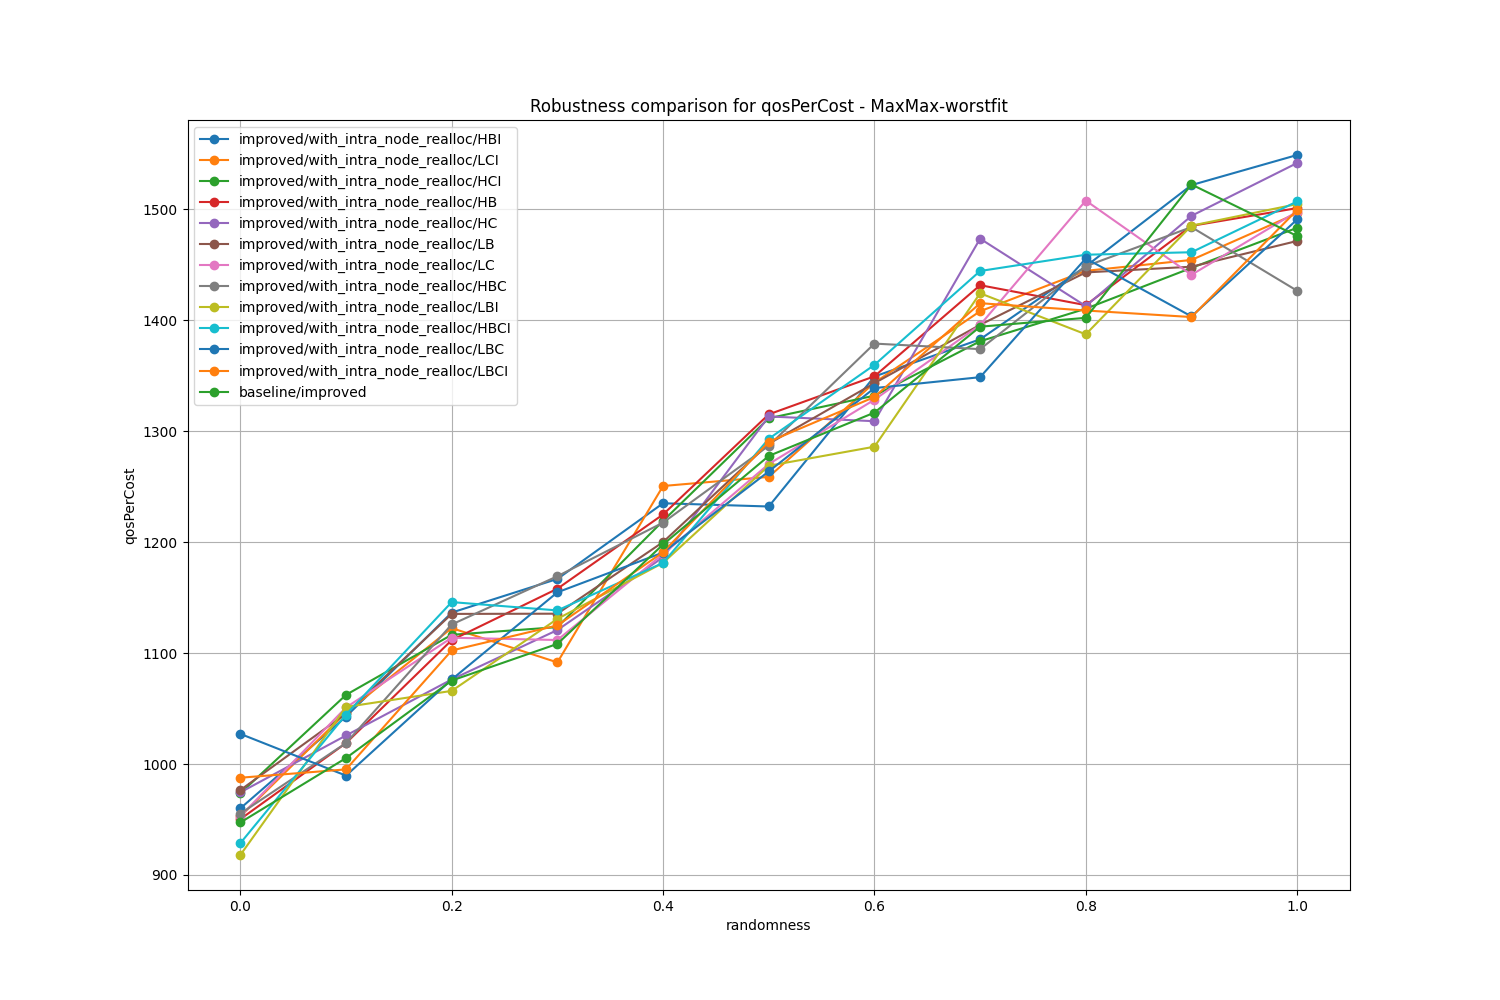 Robustness comparison for qosPerCost - MaxMax-worstfit
improved/with_intra_node_realloc/HBI
improved/with_intra_node_realloc/LCI
improved/with_intra_node_realloc/HCI
improved/with_intra_node_realloc/HB
improved/with_intra_node_realloc/HC
improved/with_intra_node_realloc/LB
improved/with_intra_node_realloc/LC
improved/with_intra_node_realloc/HBC
improved/with_intra_node_realloc/LBI
improved/with_intra_node_realloc/HBCI
improved/with_intra_node_realloc/LBC
improved/with_intra_node_realloc/LBCI
baseline/improved
1500
1400
1300
1200
1100
1000
900
qosPerCost
0.0 0.2 0.4 0.6 0.8 1.0
randomness